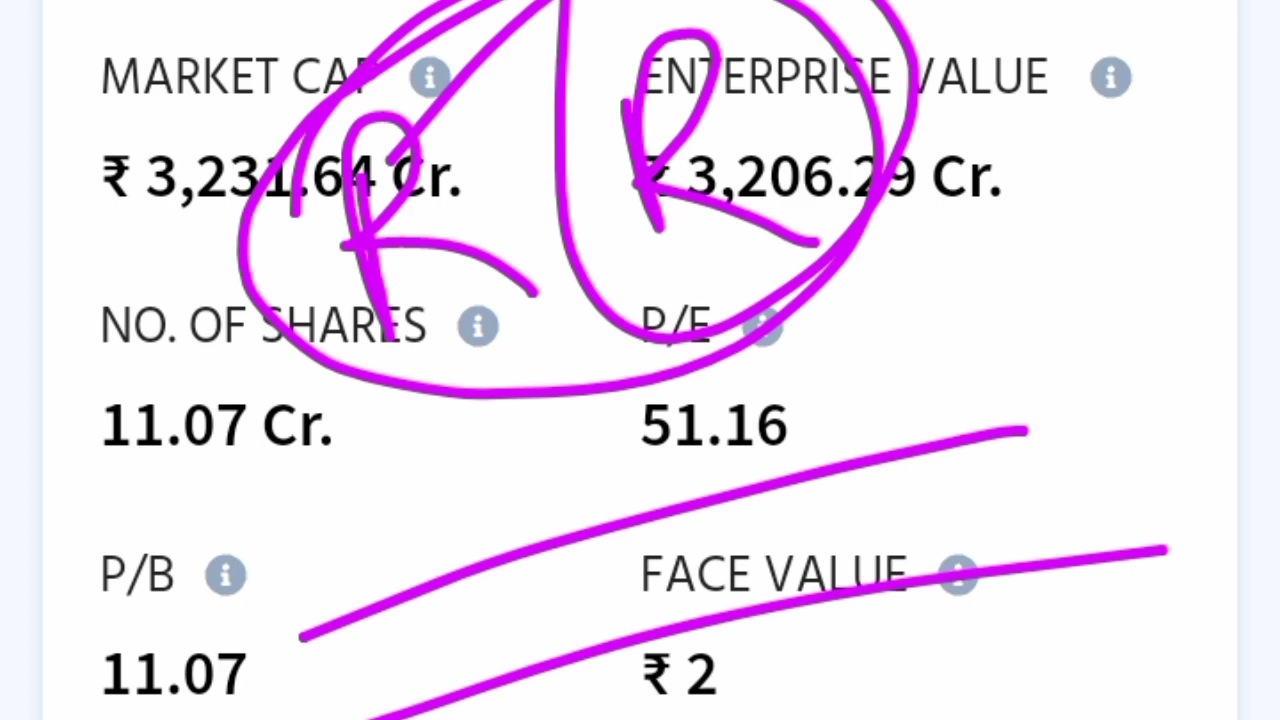 MARKET CAP ENTERPRISE VALUE
₹ 3,231.64 Cr. ₹ 3,206.29 Cr.
R R
NO. OF SHARES P/E
11.07 Cr. 51.16
P/B FACE VALUE
11.07 ₹ 2